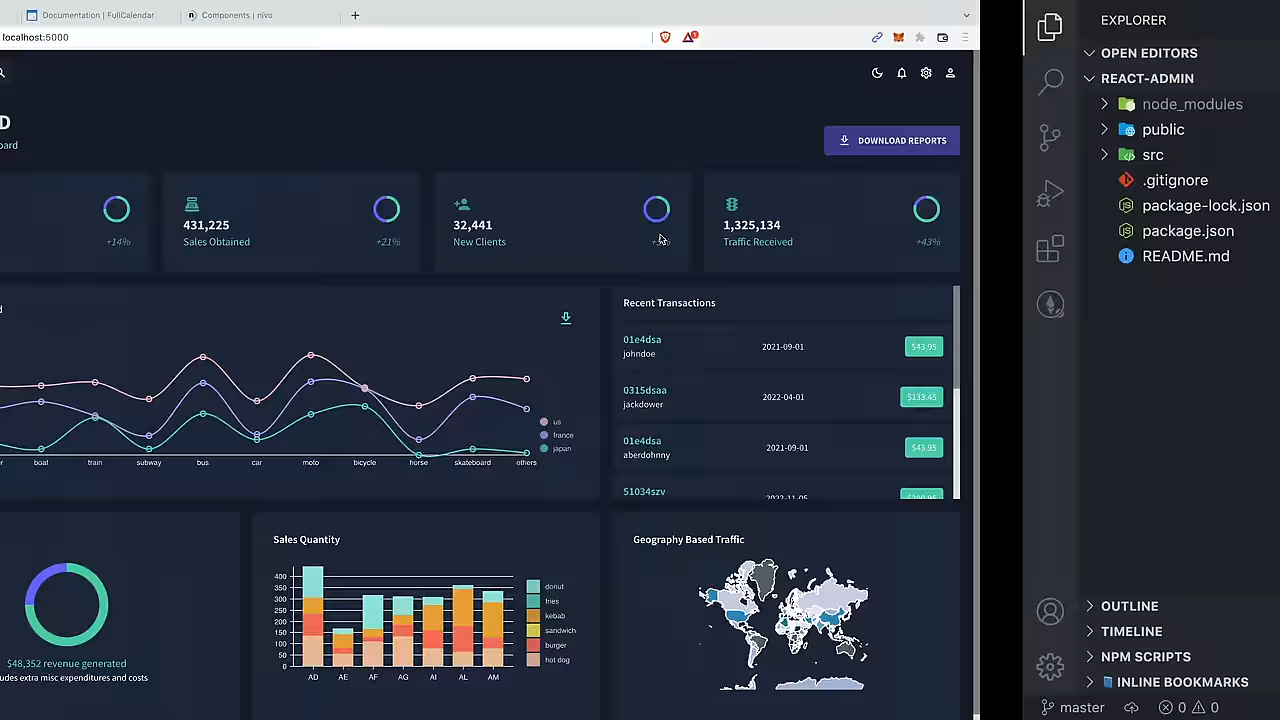 Documentation | FullCalendar
Components | nivo
localhost:5000
D
DOWNLOAD REPORTS
+14%
431,225
Sales Obtained
+21%
32,441
New Clients
1,325,134
Traffic Received
+43%
boat train subway bus car moto bicycle horse skateboard others
us
france
japan
Recent Transactions
01e4dsa
johndoe
2021-09-01
$43.95
0315dsaa
jackdower
2022-04-01
$133.45
01e4dsa
aberdohnny
2021-09-01
$43.95
51034szv
2022-11-05
$200.95
$48,352 revenue generated
udes extra misc expenditures and costs
Sales Quantity
400
350
300
250
200
150
100
50
0
AD AE AF AG AI AL AM
donut
fries
kebab
sandwich
burger
hot dog
Geography Based Traffic
EXPLORER
OPEN EDITORS
REACT-ADMIN
node_modules
public
src
.gitignore
package-lock.json
package.json
README.md
OUTLINE
TIMELINE
NPM SCRIPTS
INLINE BOOKMARKS
master 0 0